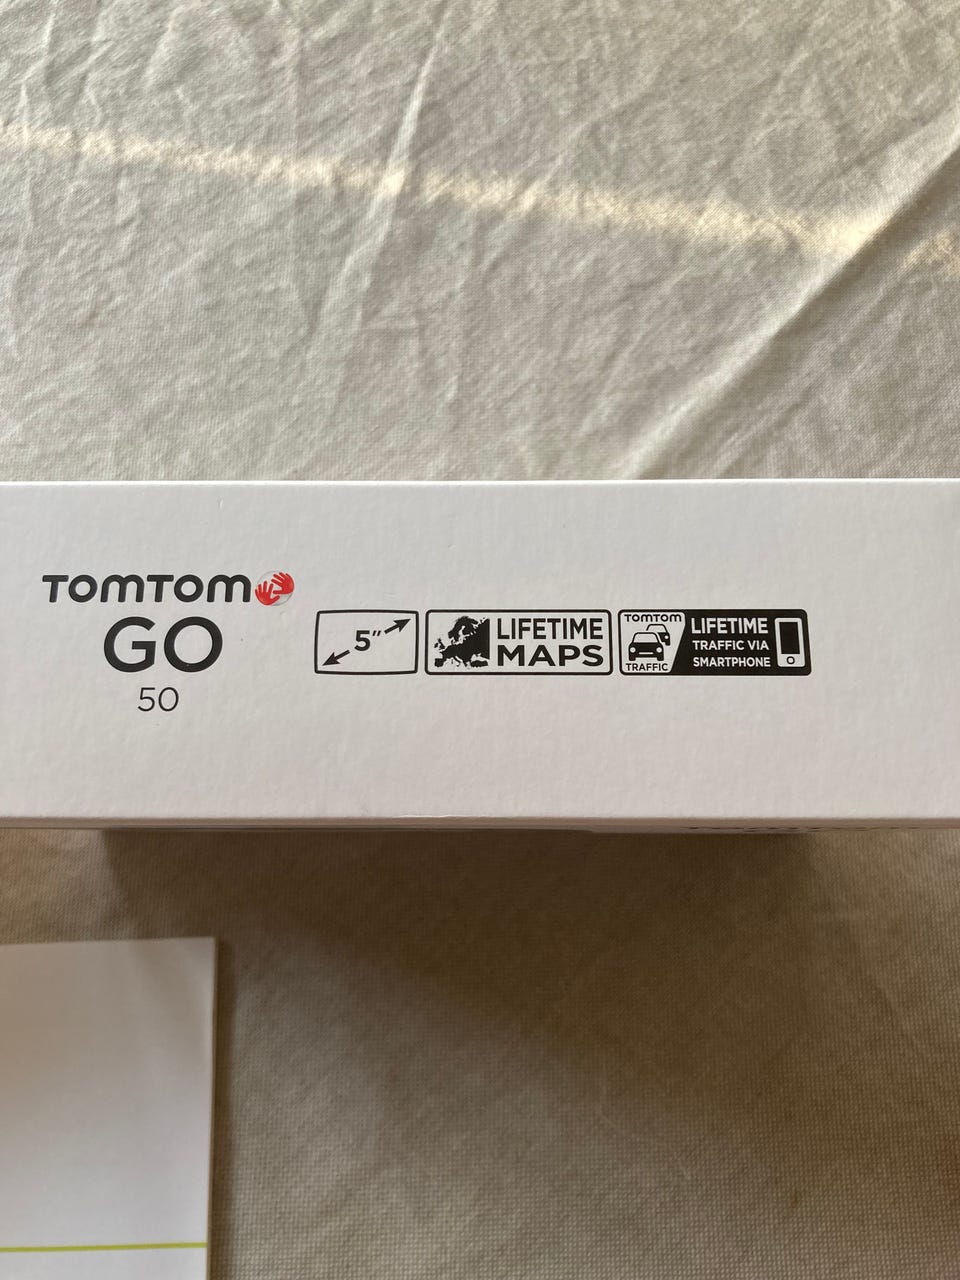 TOMTOM
GO
50
5"
LIFETIME
MAPS
TOMTOM
TRAFFIC
LIFETIME
TRAFFIC VIA
SMARTPHONE